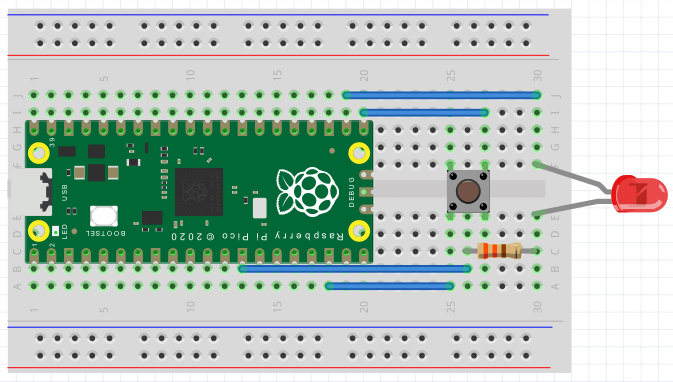 1 5 10 15 20 25 30
J J
I I
H H
G G
F F
39
USB
DEBUG
LED
BOOTSEL
Raspberry Pi Pico © 2020
1 2
E E
D D
C C
B B
A A
1 5 10 15 20 25 30